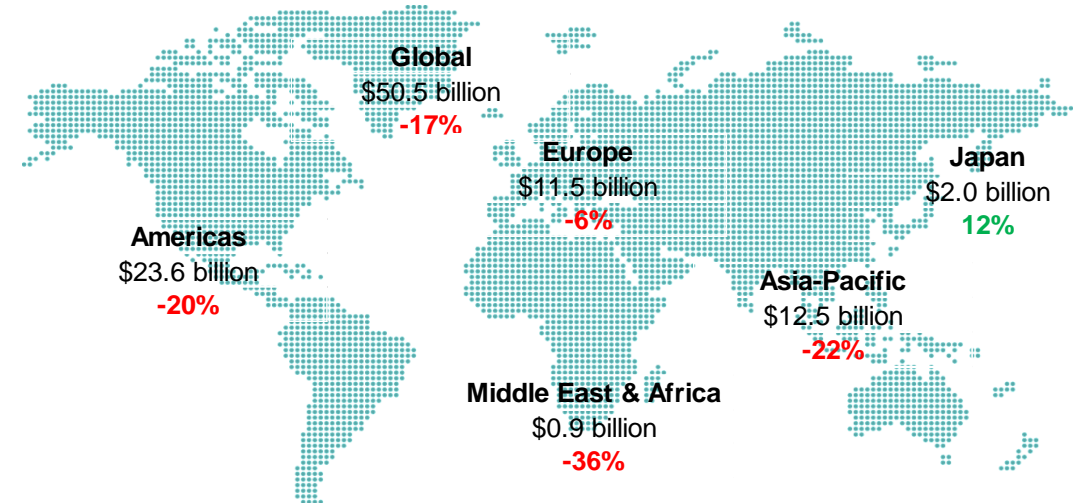 Global
$50.5 billion
-17%
Europe
$11.5 billion
-6%
Japan
$2.0 billion
12%
Americas
$23.6 billion
-20%
Asia-Pacific
$12.5 billion
-22%
Middle East & Africa
$0.9 billion
-36%